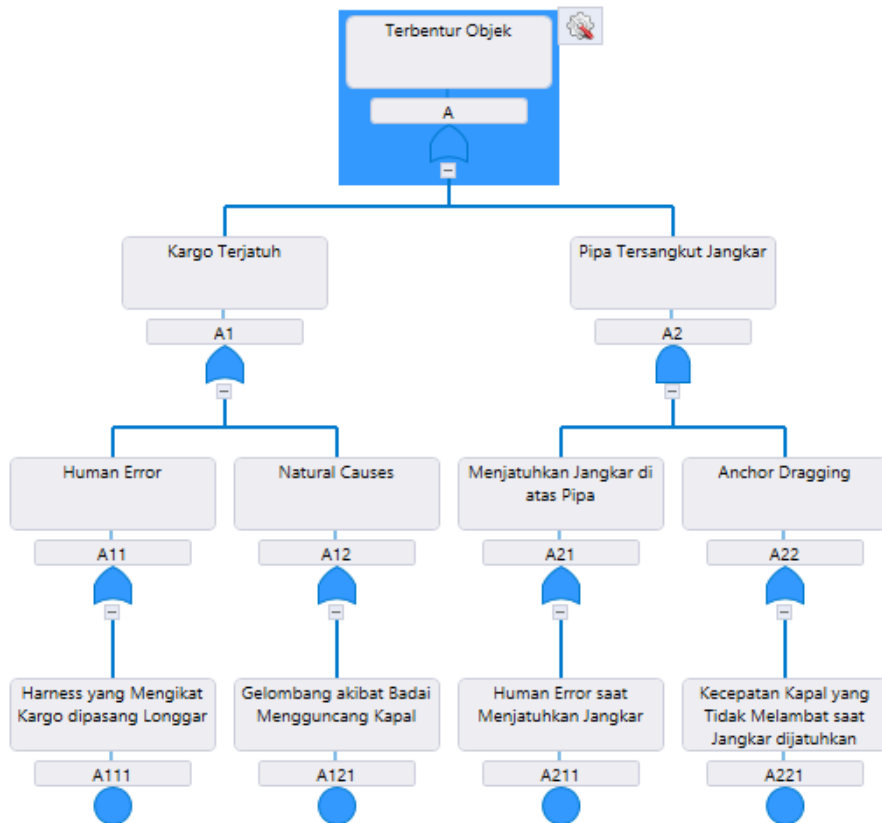 Terbentur Objek
A
Kargo Terjatuh
A1
Pipa Tersangkut Jangkar
A2
Human Error
A11
Natural Causes
A12
Menjatuhkan Jangkar di
atas Pipa
A21
Anchor Dragging
A22
Harness yang Mengikat
Kargo dipasang Longgar
A111
Gelombang akibat Badai
Mengguncang Kapal
A121
Human Error saat
Menjatuhkan Jangkar
A211
Kecepatan Kapal yang
Tidak Melambat saat
Jangkar dijatuhkan
A221